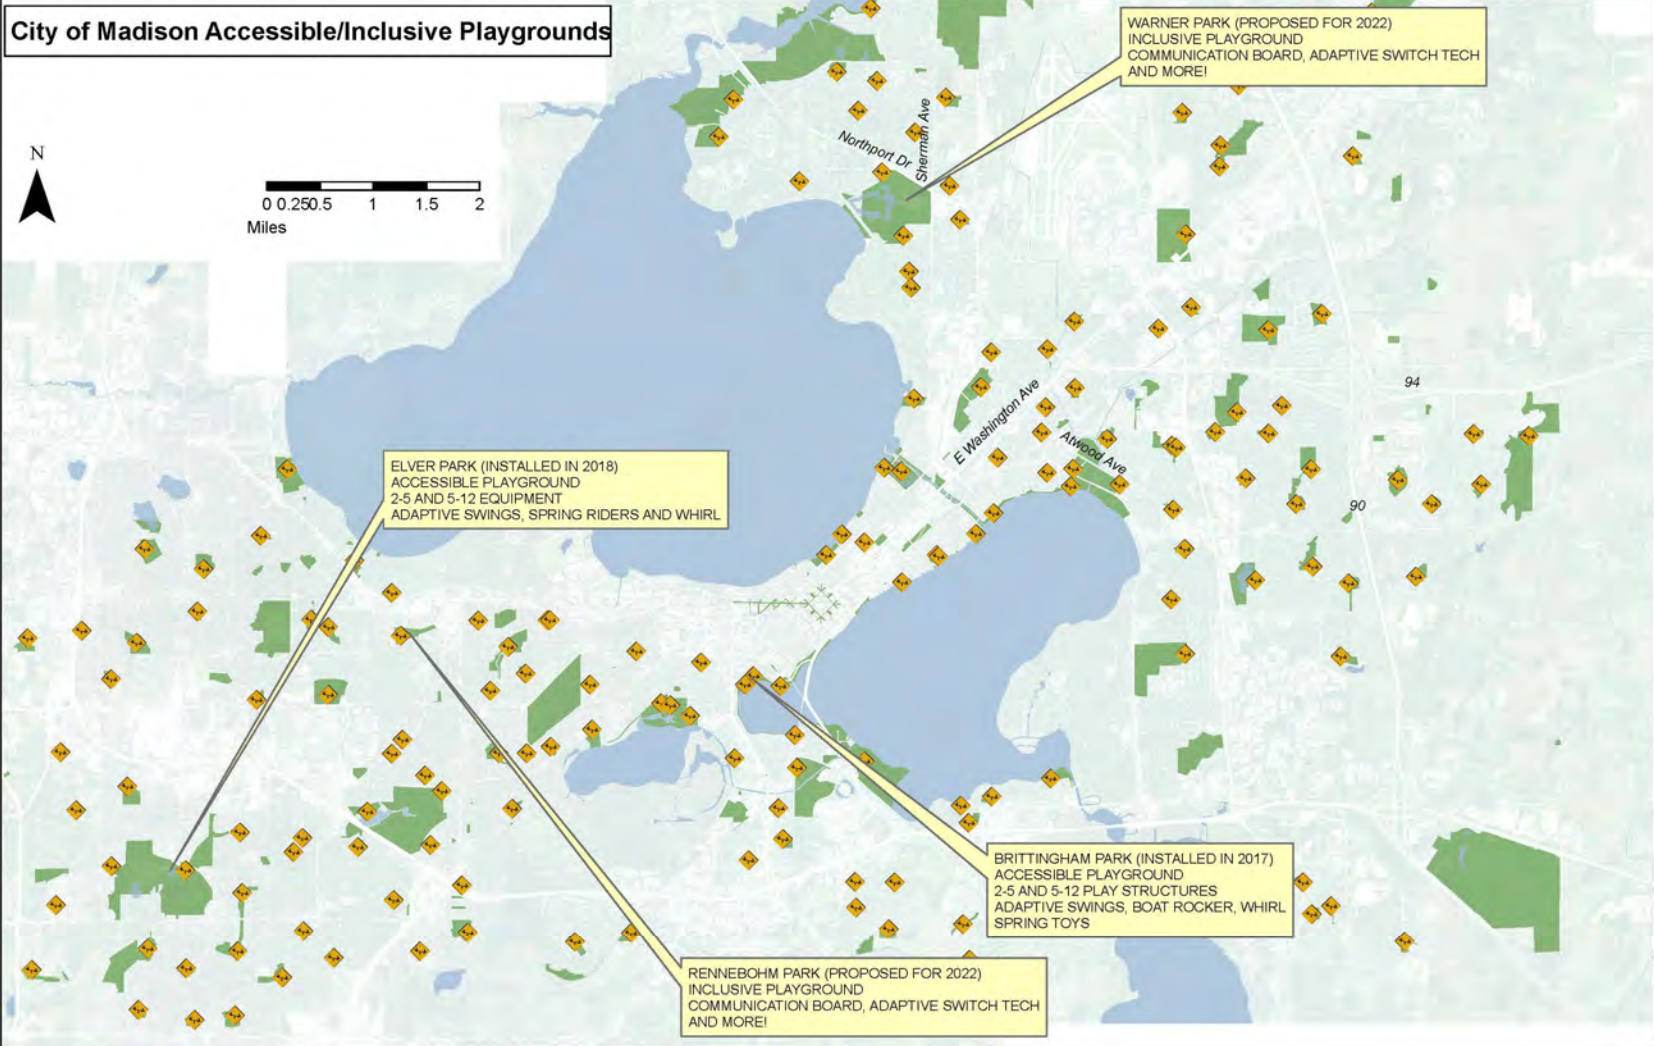 City of Madison Accessible/Inclusive Playgrounds
WARNER PARK (PROPOSED FOR 2022)
INCLUSIVE PLAYGROUND
COMMUNICATION BOARD, ADAPTIVE SWITCH TECH
AND MORE!
N
0 0.25 0.5 1 1.5 2
Miles
Northport Dr
Sherman Ave
94
E Washington Ave
Atwood Ave
90
ELVER PARK (INSTALLED IN 2018)
ACCESSIBLE PLAYGROUND
2-5 AND 5-12 EQUIPMENT
ADAPTIVE SWINGS, SPRING RIDERS AND WHIRL
BRITTINGHAM PARK (INSTALLED IN 2017)
ACCESSIBLE PLAYGROUND
2-5 AND 5-12 PLAY STRUCTURES
ADAPTIVE SWINGS, BOAT ROCKER, WHIRL
SPRING TOYS
RENNEBOHM PARK (PROPOSED FOR 2022)
INCLUSIVE PLAYGROUND
COMMUNICATION BOARD, ADAPTIVE SWITCH TECH
AND MORE!